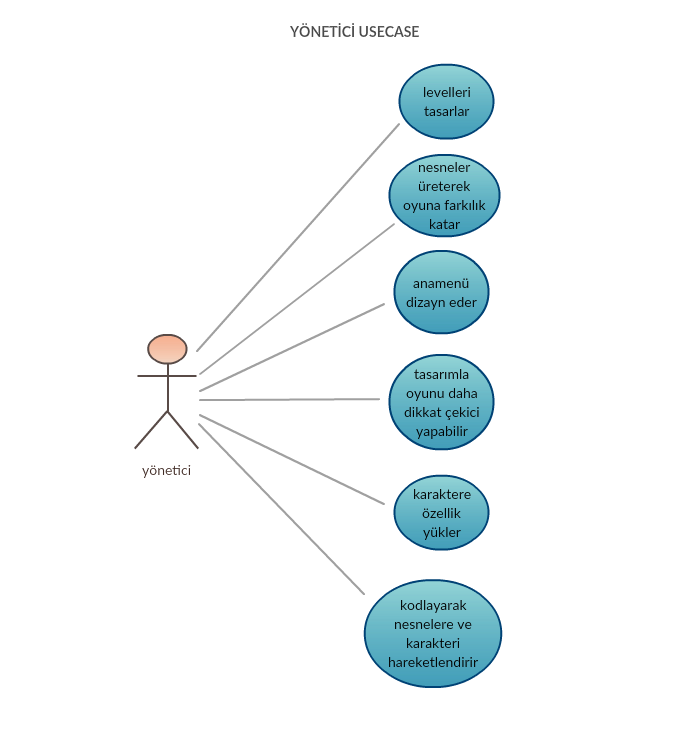 YÖNETİCİ USECASE
levelleri
tasarlar
nesneler
üreterek
oyuna farkılık
katar
anamenü
dizayn eder
tasarımla
oyunu daha
dikkat çekici
yapabilir
yönetici
karaktere
özellik
yükler
kodlayarak
nesnelere ve
karakteri
hareketlendirir